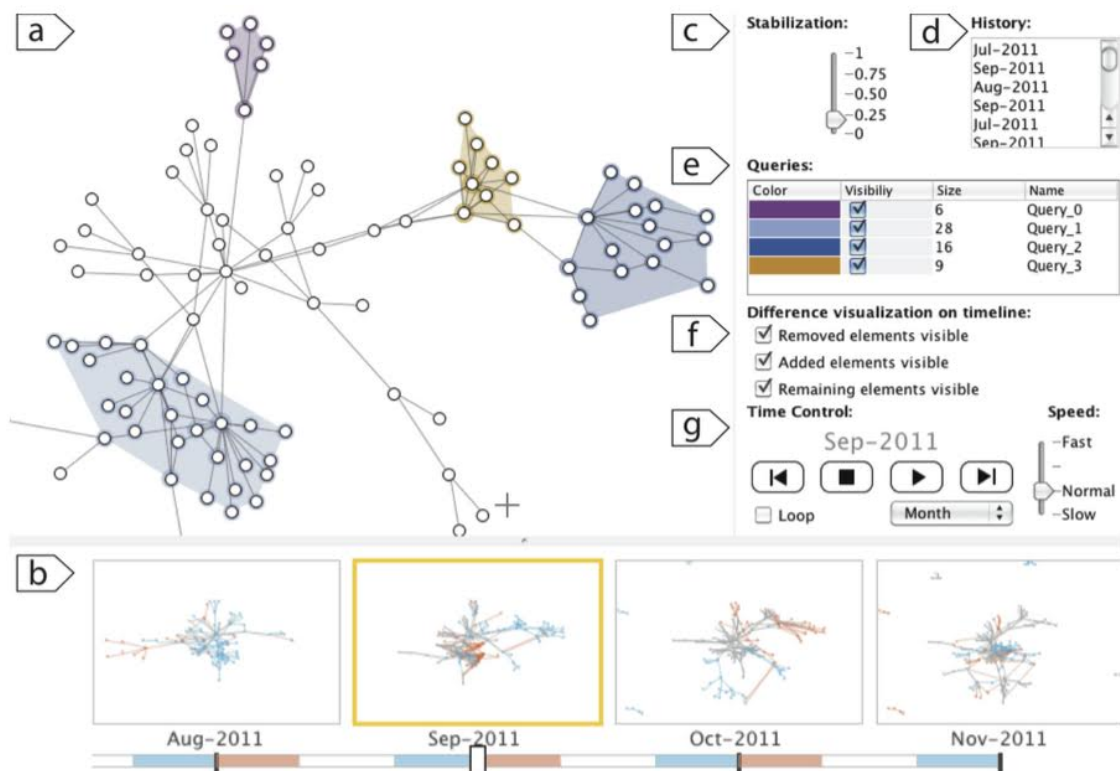 a
c
Stabilization:
1
0.75
0.50
0.25
0
d
History:
Jul-2011
Sep-2011
Aug-2011
Sep-2011
Jul-2011
Sep-2011
e
Queries:
Color Visibiliy Size Name
6 Query_0
28 Query_1
16 Query_2
9 Query_3
f
Difference visualization on timeline:
Removed elements visible
Added elements visible
Remaining elements visible
g
Time Control:
Sep-2011
Loop
Month
Speed:
Fast
Normal
Slow
b
Aug-2011 Sep-2011 Oct-2011 Nov-2011